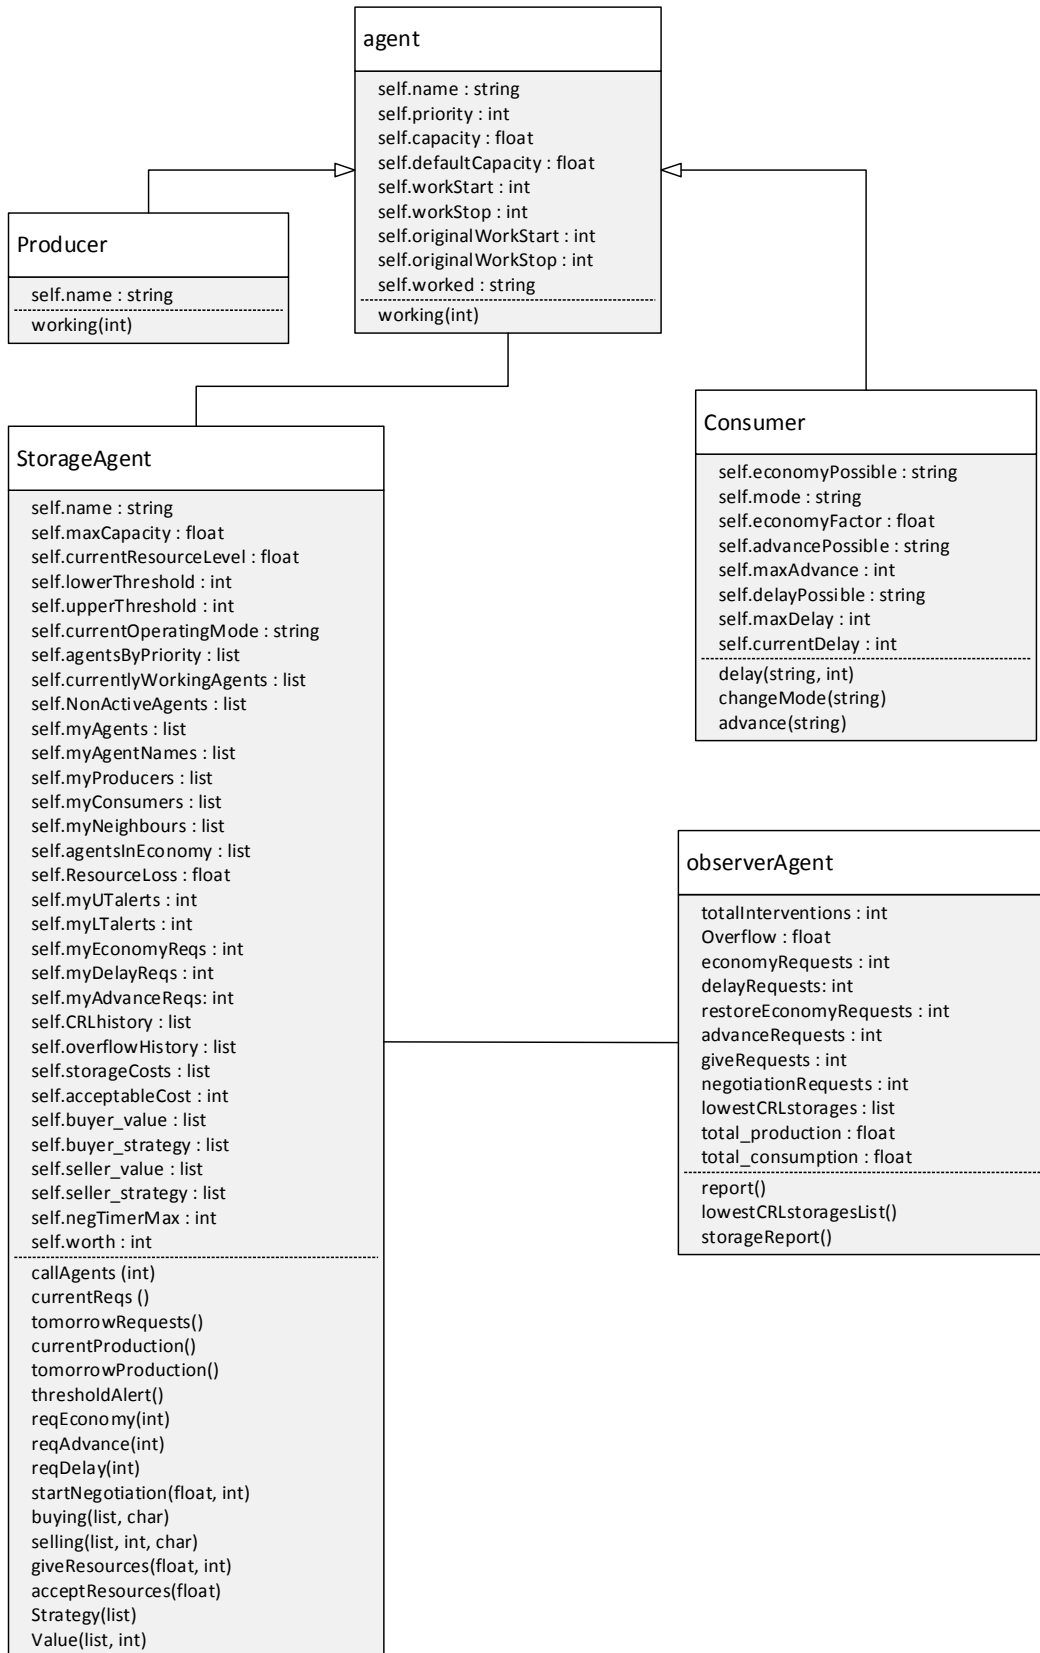 agent
self.name : string
self.priority : int
self.capacity : float
self.defaultCapacity : float
self.workStart : int
self.workStop : int
self.originalWorkStart : int
self.originalWorkStop : int
self.worked : string
working(int)
Producer
self.name : string
working(int)
Consumer
self.economyPossible : string
self.mode : string
self.economyFactor : float
self.advancePossible : string
self.maxAdvance : int
self.delayPossible : string
self.maxDelay : int
self.currentDelay : int
delay(string, int)
changeMode(string)
advance(string)
StorageAgent
self.name : string
self.maxCapacity : float
self.currentResourceLevel : float
self.lowerThreshold : int
self.upperThreshold : int
self.currentOperatingMode : string
self.agentsByPriority : list
self.currentlyWorkingAgents : list
self.NonActiveAgents : list
self.myAgents : list
self.myAgentNames : list
self.myProducers : list
self.myConsumers : list
self.myNeighbours : list
self.agentsInEconomy : list
self.ResourceLoss : float
self.myUTalerts : int
self.myLTalerts : int
self.myEconomyReqs : int
self.myDelayReqs : int
self.myAdvanceReqs: int
self.CRLhistory : list
self.overflowHistory : list
self.storageCosts : list
self.acceptableCost : int
self.buyer_value : list
self.buyer_strategy : list
self.seller_value : list
self.seller_strategy : list
self.negTimerMax : int
self.worth : int
callAgents (int)
currentReqs ()
tomorrowRequests()
currentProduction()
tomorrowProduction()
thresholdAlert()
reqEconomy(int)
reqAdvance(int)
reqDelay(int)
startNegotiation(float, int)
buying(list, char)
selling(list, int, char)
giveResources(float, int)
acceptResources(float)
Strategy(list)
Value(list, int)
observerAgent
totalInterventions : int
Overflow : float
economyRequests : int
delayRequests: int
restoreEconomyRequests : int
advanceRequests : int
giveRequests : int
negotiationRequests : int
lowestCRLstorages : list
total_production : float
total_consumption : float
report()
lowestCRLstoragesList()
storageReport()